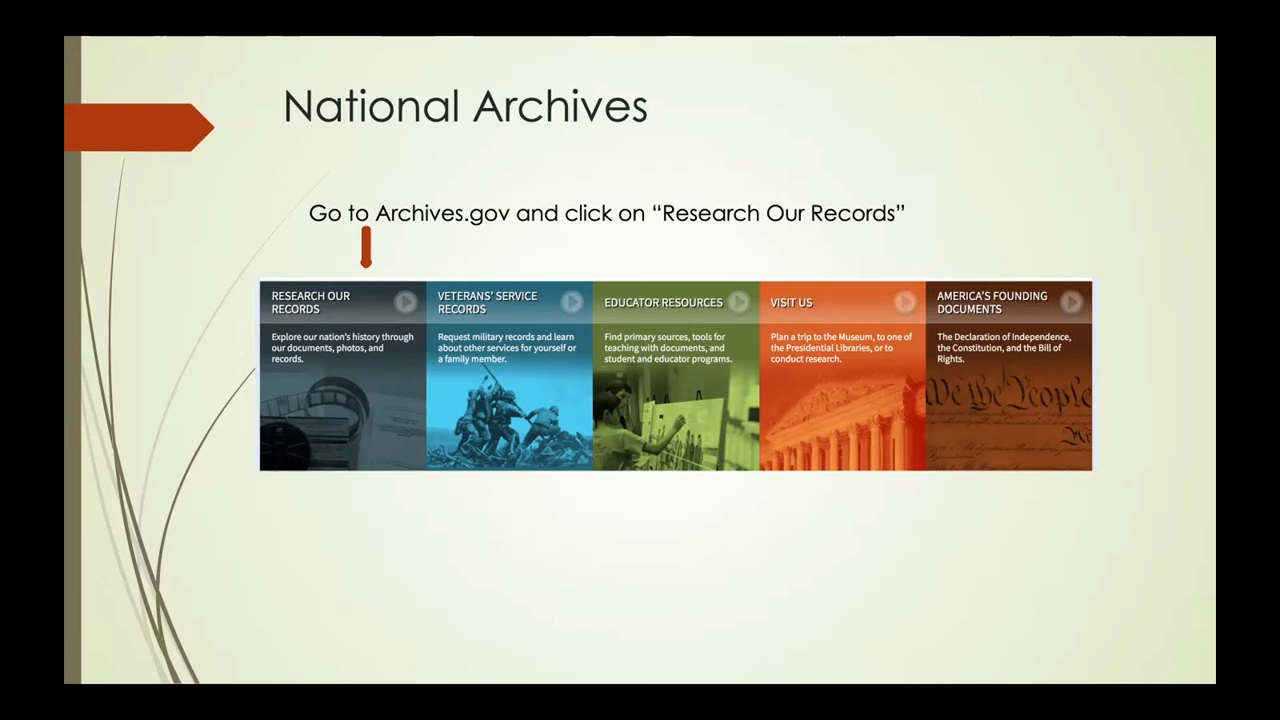 National Archives
Go to Archives.gov and click on “Research Our Records”
RESEARCH OUR
RECORDS
Explore our nation's history through
our documents, photos, and
records.
VETERANS' SERVICE
RECORDS
Request military records and learn
about other services for yourself or
a family member.
EDUCATOR RESOURCES
Find primary sources, tools for
teaching with documents, and
student and educator programs.
VISIT US
Plan a trip to the Museum, to one of
the Presidential Libraries, or to
conduct research.
AMERICA'S FOUNDING
DOCUMENTS
The Declaration of Independence,
the Constitution, and the Bill of
Rights.
We the People